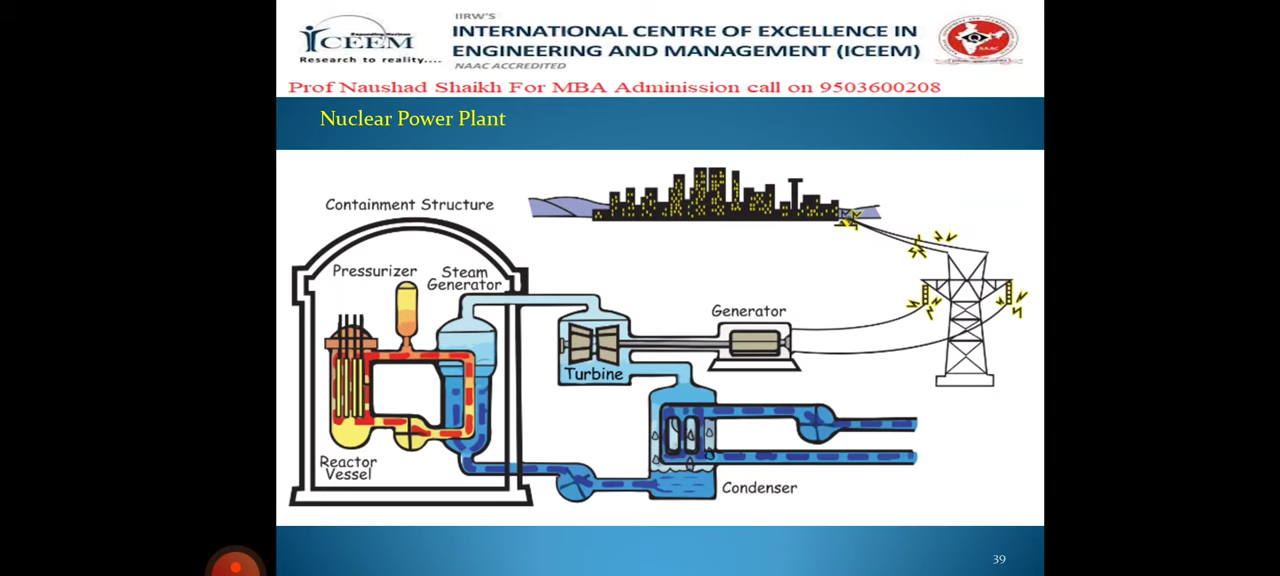 IIRW'S
INTERNATIONAL CENTRE OF EXCELLENCE IN
ENGINEERING AND MANAGEMENT (ICEEM)
NAAC ACCREDITED
ICEEM
Research to reality....
NAAC
Prof Naushad Shaikh For MBA Adminission call on 9503600208
Nuclear Power Plant
Containment Structure
Pressurizer
Steam
Generator
Generator
Turbine
Reactor
Vessel
Condenser
39